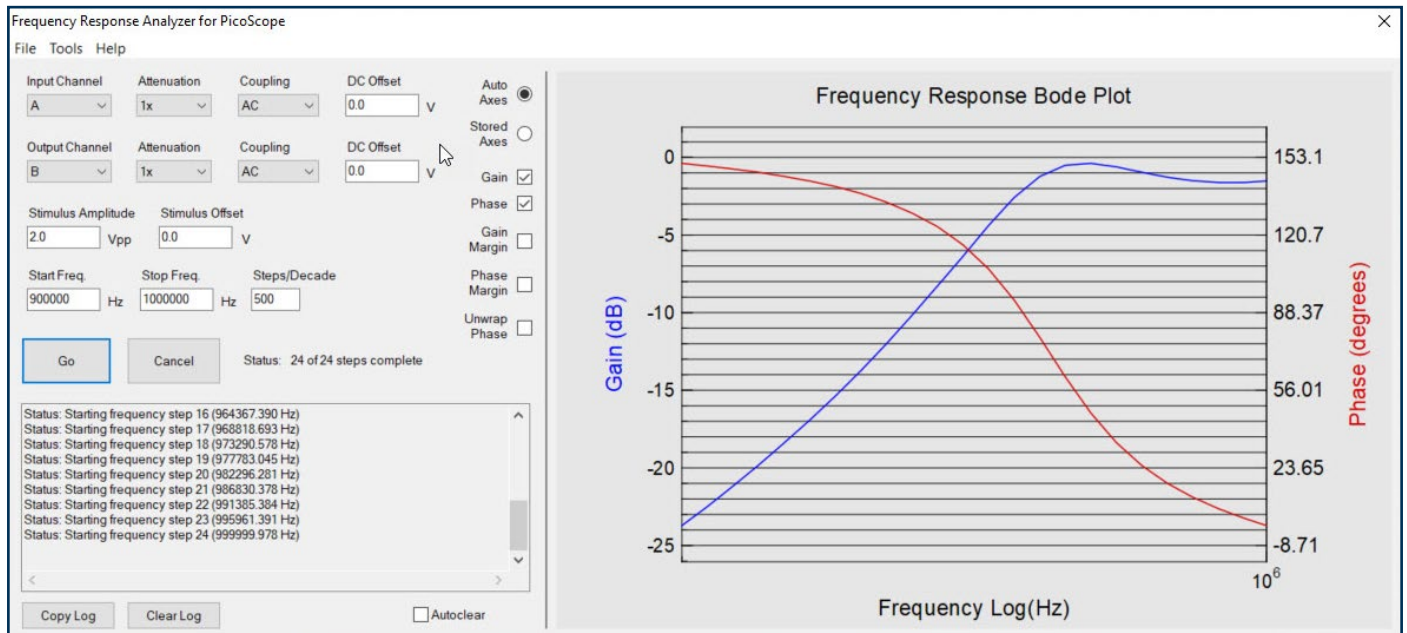 Frequency Response Analyzer for PicoScope
File Tools Help
Input Channel Attenuation Coupling DC Offset
A 1x AC 0.0 V
Output Channel Attenuation Coupling DC Offset
B 1x AC 0.0 V
Stimulus Amplitude Stimulus Offset
2.0 Vpp 0.0 V
Start Freq. Stop Freq. Steps/Decade
900000 Hz 1000000 Hz 500
Go Cancel Status: 24 of 24 steps complete
Auto
Axes
Stored
Axes
Gain
Phase
Gain
Margin
Phase
Margin
Unwrap
Phase
Status: Starting frequency step 16 (964367.390 Hz)
Status: Starting frequency step 17 (968818.693 Hz)
Status: Starting frequency step 18 (973290.578 Hz)
Status: Starting frequency step 19 (977783.045 Hz)
Status: Starting frequency step 20 (982296.281 Hz)
Status: Starting frequency step 21 (986830.378 Hz)
Status: Starting frequency step 22 (991385.384 Hz)
Status: Starting frequency step 23 (995961.391 Hz)
Status: Starting frequency step 24 (999999.978 Hz)
Copy Log Clear Log Autoclear
Frequency Response Bode Plot
Gain (dB)
0
-5
-10
-15
-20
-25
153.1
120.7
88.37
56.01
23.65
-8.71
Phase (degrees)
10^6
Frequency Log(Hz)